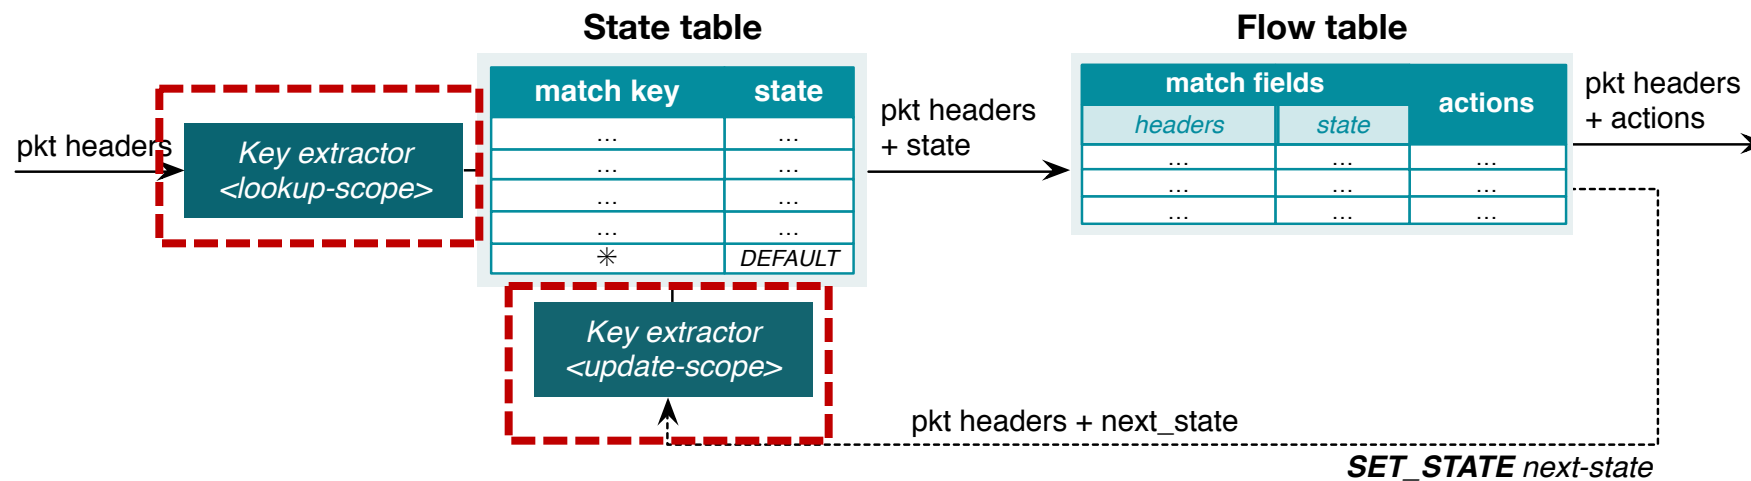 State table
Flow table
match key state
... ...
... ...
... ...
... ...
✳ DEFAULT
pkt headers
Key extractor
<lookup-scope>
pkt headers
+ state
match fields actions
headers state
... ... ...
... ... ...
... ... ...
pkt headers
+ actions
Key extractor
<update-scope>
pkt headers + next_state
SET_STATE next-state